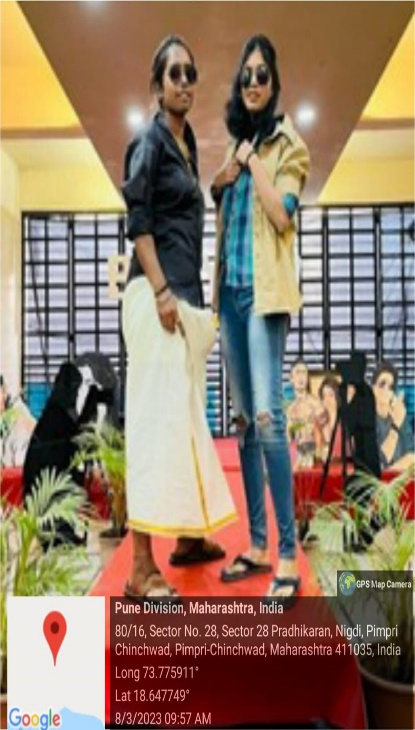 GPS Map Camera
Pune Division, Maharashtra, India
80/16, Sector No. 28, Sector 28 Pradhikaran, Nigdi, Pimpri
Chinchwad, Pimpri-Chinchwad, Maharashtra 411035, India
Long 73.775911°
Lat 18.647749°
8/3/2023 09:57 AM
Google